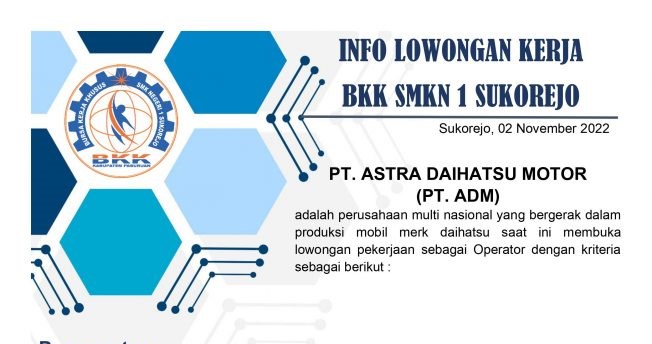 INFO LOWONGAN KERJA
BKK SMKN 1 SUKOREJO
Sukorejo, 02 November 2022
BURSA KERJA KHUSUS SMK NEGERI 1 SUKOREJO
BKK
KABUPATEN PASURUAN
PT. ASTRA DAIHATSU MOTOR
(PT. ADM)
adalah perusahaan multi nasional yang bergerak dalam
produksi mobil merk daihatsu saat ini membuka
lowongan pekerjaan sebagai Operator dengan kriteria
sebagai berikut :